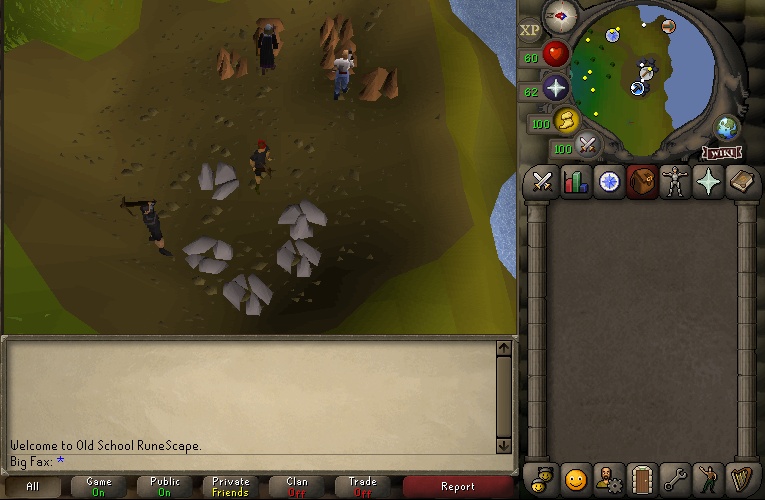 XP
60
62
100
100
WIKI
Welcome to Old School RuneScape.
Big Fax: *
All
Game
On
Public
On
Private
Friends
Clan
Off
Trade
Off
Report